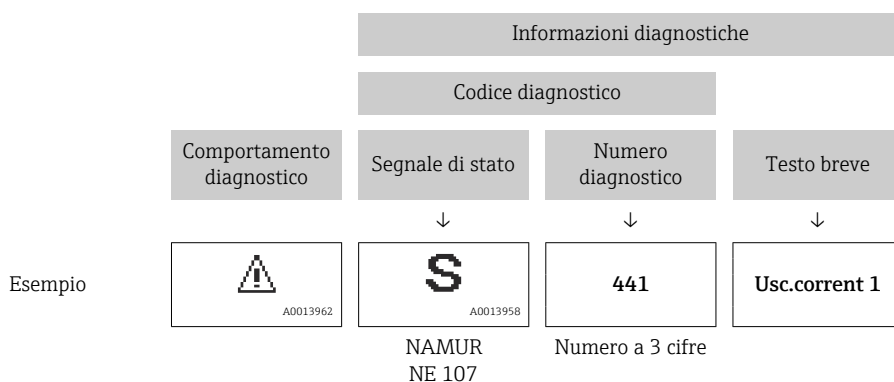 Informazioni diagnostiche
Codice diagnostico
Comportamento
diagnostico
Segnale di stato
Numero
diagnostico
Testo breve
↓ ↓ ↓
Esempio
⚠
A0013962
S
A0013958
441
Usc.corrent 1
NAMUR
NE 107
Numero a 3 cifre